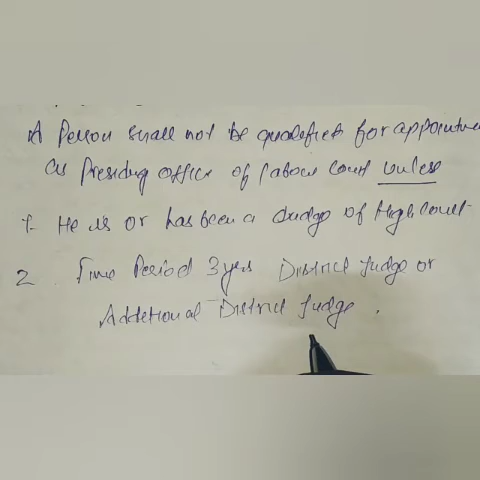 A Person shall not be qualified for appointme
as Presiding officer of labour Court unless
1- He is or has been a Judge of High Court
2 Time Period 3 yrs District Judge or
Additional District Judge .